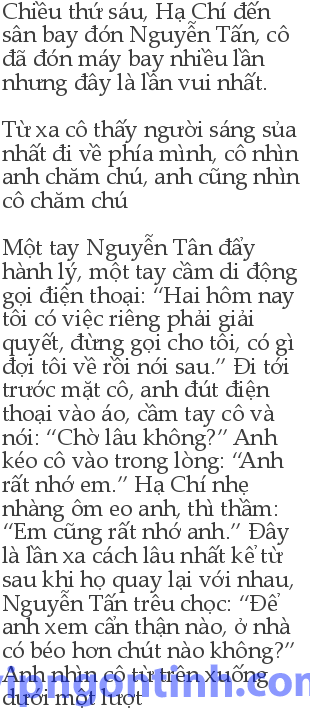 Chiều thứ sáu, Hạ Chí đến
sân bay đón Nguyễn Tấn, cô
đã đón máy bay nhiều lần
nhưng đây là lần vui nhất.
Từ xa cô thấy người sáng sủa
nhất đi về phía mình, cô nhìn
anh chăm chú, anh cũng nhìn
cô chăm chú
Một tay Nguyễn Tân đẩy
hành lý, một tay cầm di động
gọi điện thoại: “Hai hôm nay
tôi có việc riêng phải giải
quyết, đừng gọi cho tôi, có gì
đợi tôi về rồi nói sau.” Đi tới
trước mặt cô, anh đút điện
thoại vào áo, cầm tay cô và
nói: “Chờ lâu không?” Anh
kéo cô vào trong lòng: “Anh
rất nhớ em.” Hạ Chí nhẹ
nhàng ôm eo anh, thì thầm:
“Em cũng rất nhớ anh.” Đây
là lần xa cách lâu nhất kể từ
sau khi họ quay lại với nhau,
Nguyễn Tấn trêu chọc: “Để
anh xem cẩn thận nào, ở nhà
có béo hơn chút nào không?”
Anh nhìn cô từ trên xuống
dưới một lượt
vipngontinh.com